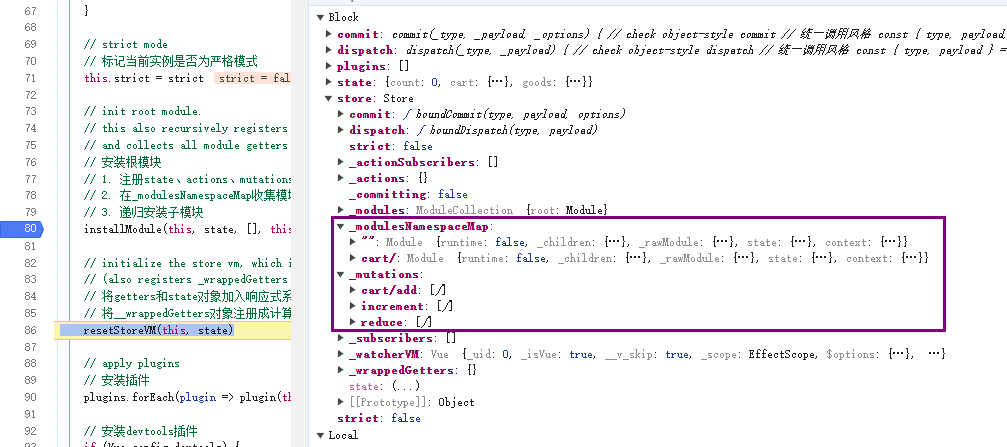 67 }
68
69 // strict mode
70 // 标记当前实例是否为严格模式
71 this.strict = strict strict = fal
72
73 // init root module.
74 // this also recursively registers
75 // and collects all module getters
76 // 安装根模块
77 // 1. 注册state、actions、mutations
78 // 2. 在_modulesNamespaceMap收集模块
79 // 3. 递归安装子模块
80 installModule(this, state, [], this
81
82 // initialize the store vm, which i
83 // (also registers _wrappedGetters
84 // 将getters和state对象加入响应式系
85 // 将__wrappedGetters对象注册成计算
86 resetStoreVM(this, state)
87
88 // apply plugins
89 // 安装插件
90 plugins.forEach(plugin => plugin(th
91
92 // 安装devtools插件
Block
commit: commit(_type, _payload, _options) { // check object-style commit // 统一调用风格 const { type, payload,
dispatch: dispatch(_type, _payload) { // check object-style dispatch // 统一调用风格 const { type, payload } =
plugins: []
state: {count: 0, cart: {…}, goods: {…}}
store: Store
commit: ƒ boundCommit(type, payload, options)
dispatch: ƒ boundDispatch(type, payload)
strict: false
_actionSubscribers: []
_actions: {}
_committing: false
_modules: ModuleCollection {root: Module}
_modulesNamespaceMap:
"": Module {runtime: false, _children: {…}, _rawModule: {…}, state: {…}, context: {…}}
cart/: Module {runtime: false, _children: {…}, _rawModule: {…}, state: {…}, context: {…}}
_mutations:
cart/add: [ƒ]
increment: [ƒ]
reduce: [ƒ]
_subscribers: []
_watcherVM: Vue {_uid: 0, _isVue: true, __v_skip: true, _scope: EffectScope, $options: {…}, …}
_wrappedGetters: {}
state: (...)
[[Prototype]]: Object
strict: false
Local